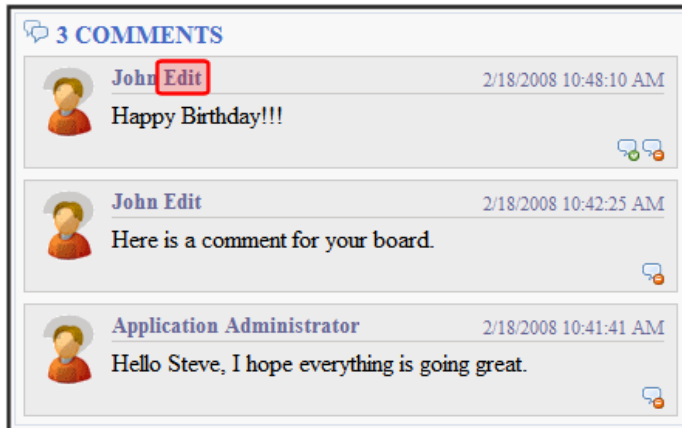 3 COMMENTS
John Edit 2/18/2008 10:48:10 AM
Happy Birthday!!!
John Edit 2/18/2008 10:42:25 AM
Here is a comment for your board.
Application Administrator 2/18/2008 10:41:41 AM
Hello Steve, I hope everything is going great.